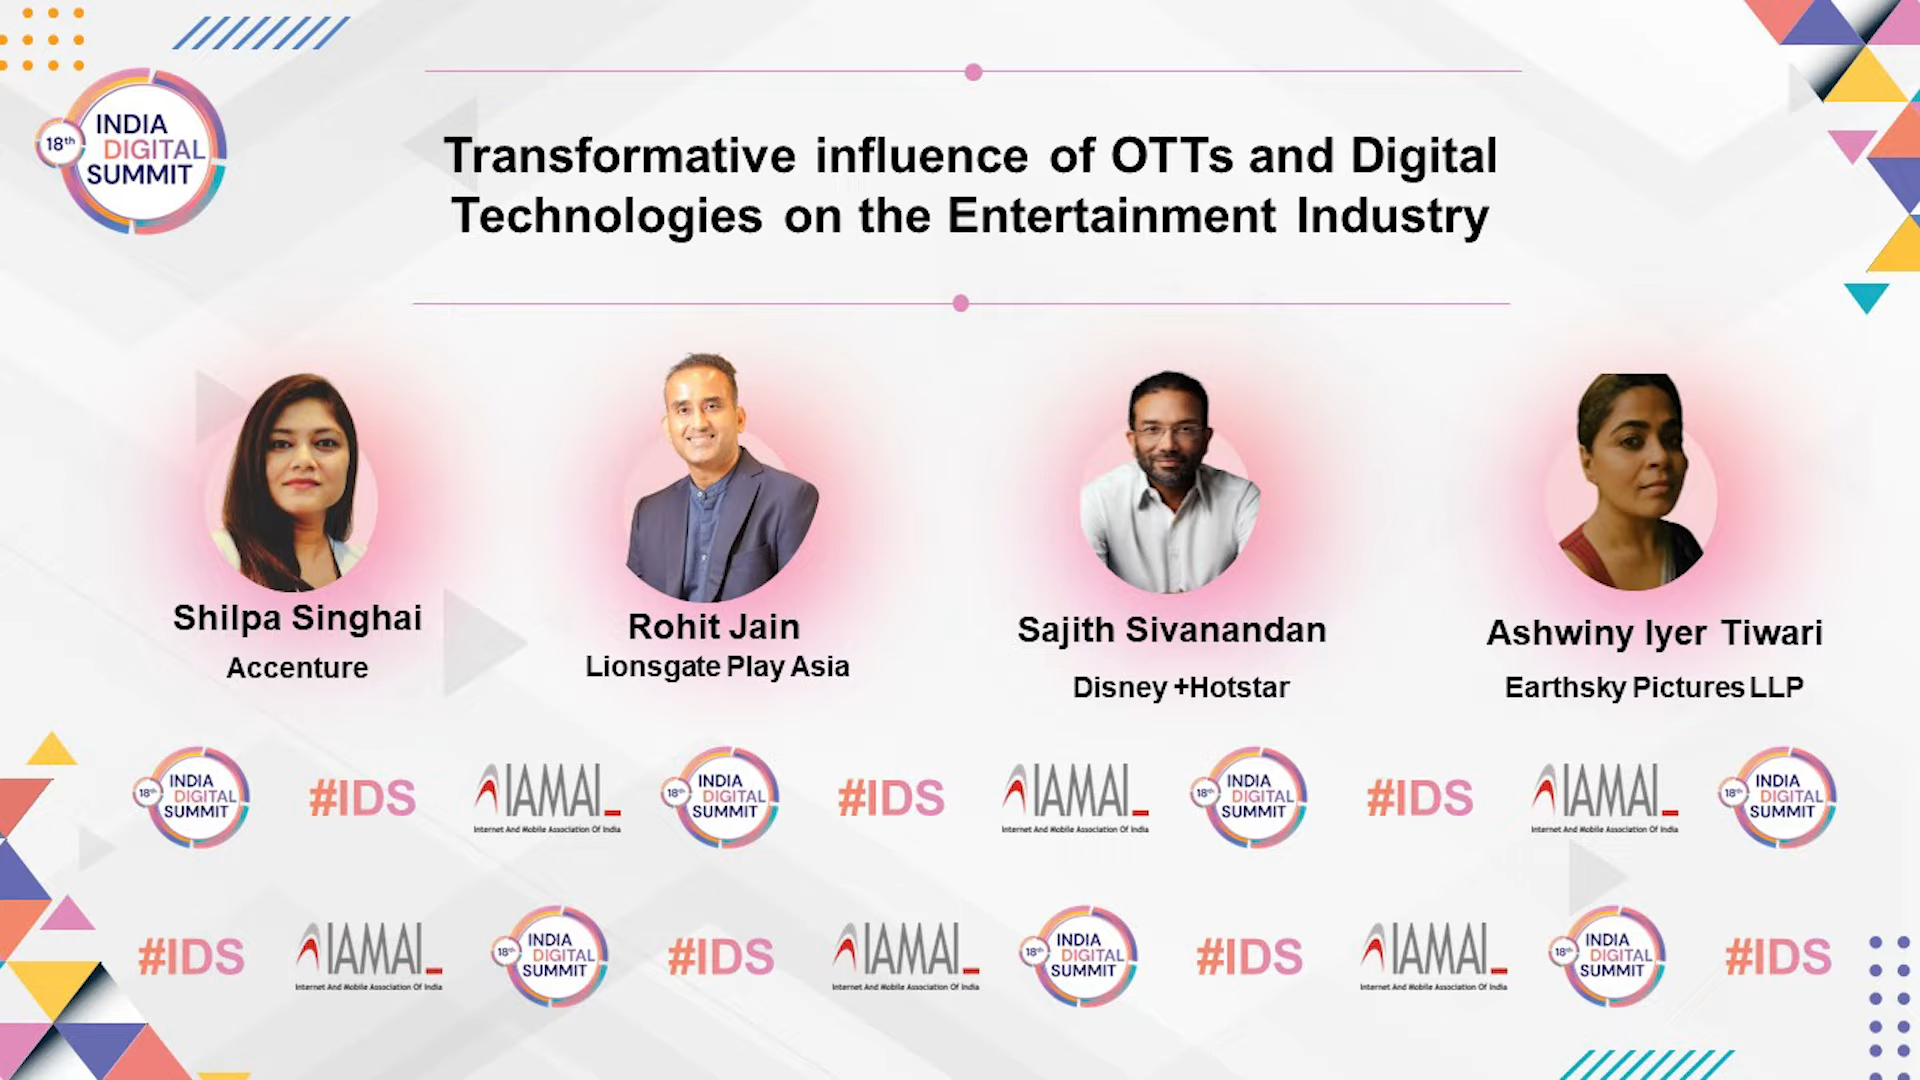 18th
INDIA
DIGITAL
SUMMIT
Transformative influence of OTTs and Digital
Technologies on the Entertainment Industry
Shilpa Singhai
Accenture
Rohit Jain
Lionsgate Play Asia
Sajith Sivanandan
Disney +Hotstar
Ashwiny Iyer Tiwari
Earthsky Pictures LLP
18th
INDIA
DIGITAL
SUMMIT
#IDS
IAMAI
Internet And Mobile Association Of India
18th
INDIA
DIGITAL
SUMMIT
#IDS
IAMAI
Internet And Mobile Association Of India
18th
INDIA
DIGITAL
SUMMIT
#IDS
IAMAI
Internet And Mobile Association Of India
18th
INDIA
DIGITAL
SUMMIT
#IDS
IAMAI
Internet And Mobile Association Of India
18th
INDIA
DIGITAL
SUMMIT
#IDS
IAMAI
Internet And Mobile Association Of India
18th
INDIA
DIGITAL
SUMMIT
#IDS
IAMAI
Internet And Mobile Association Of India
18th
INDIA
DIGITAL
SUMMIT
#IDS